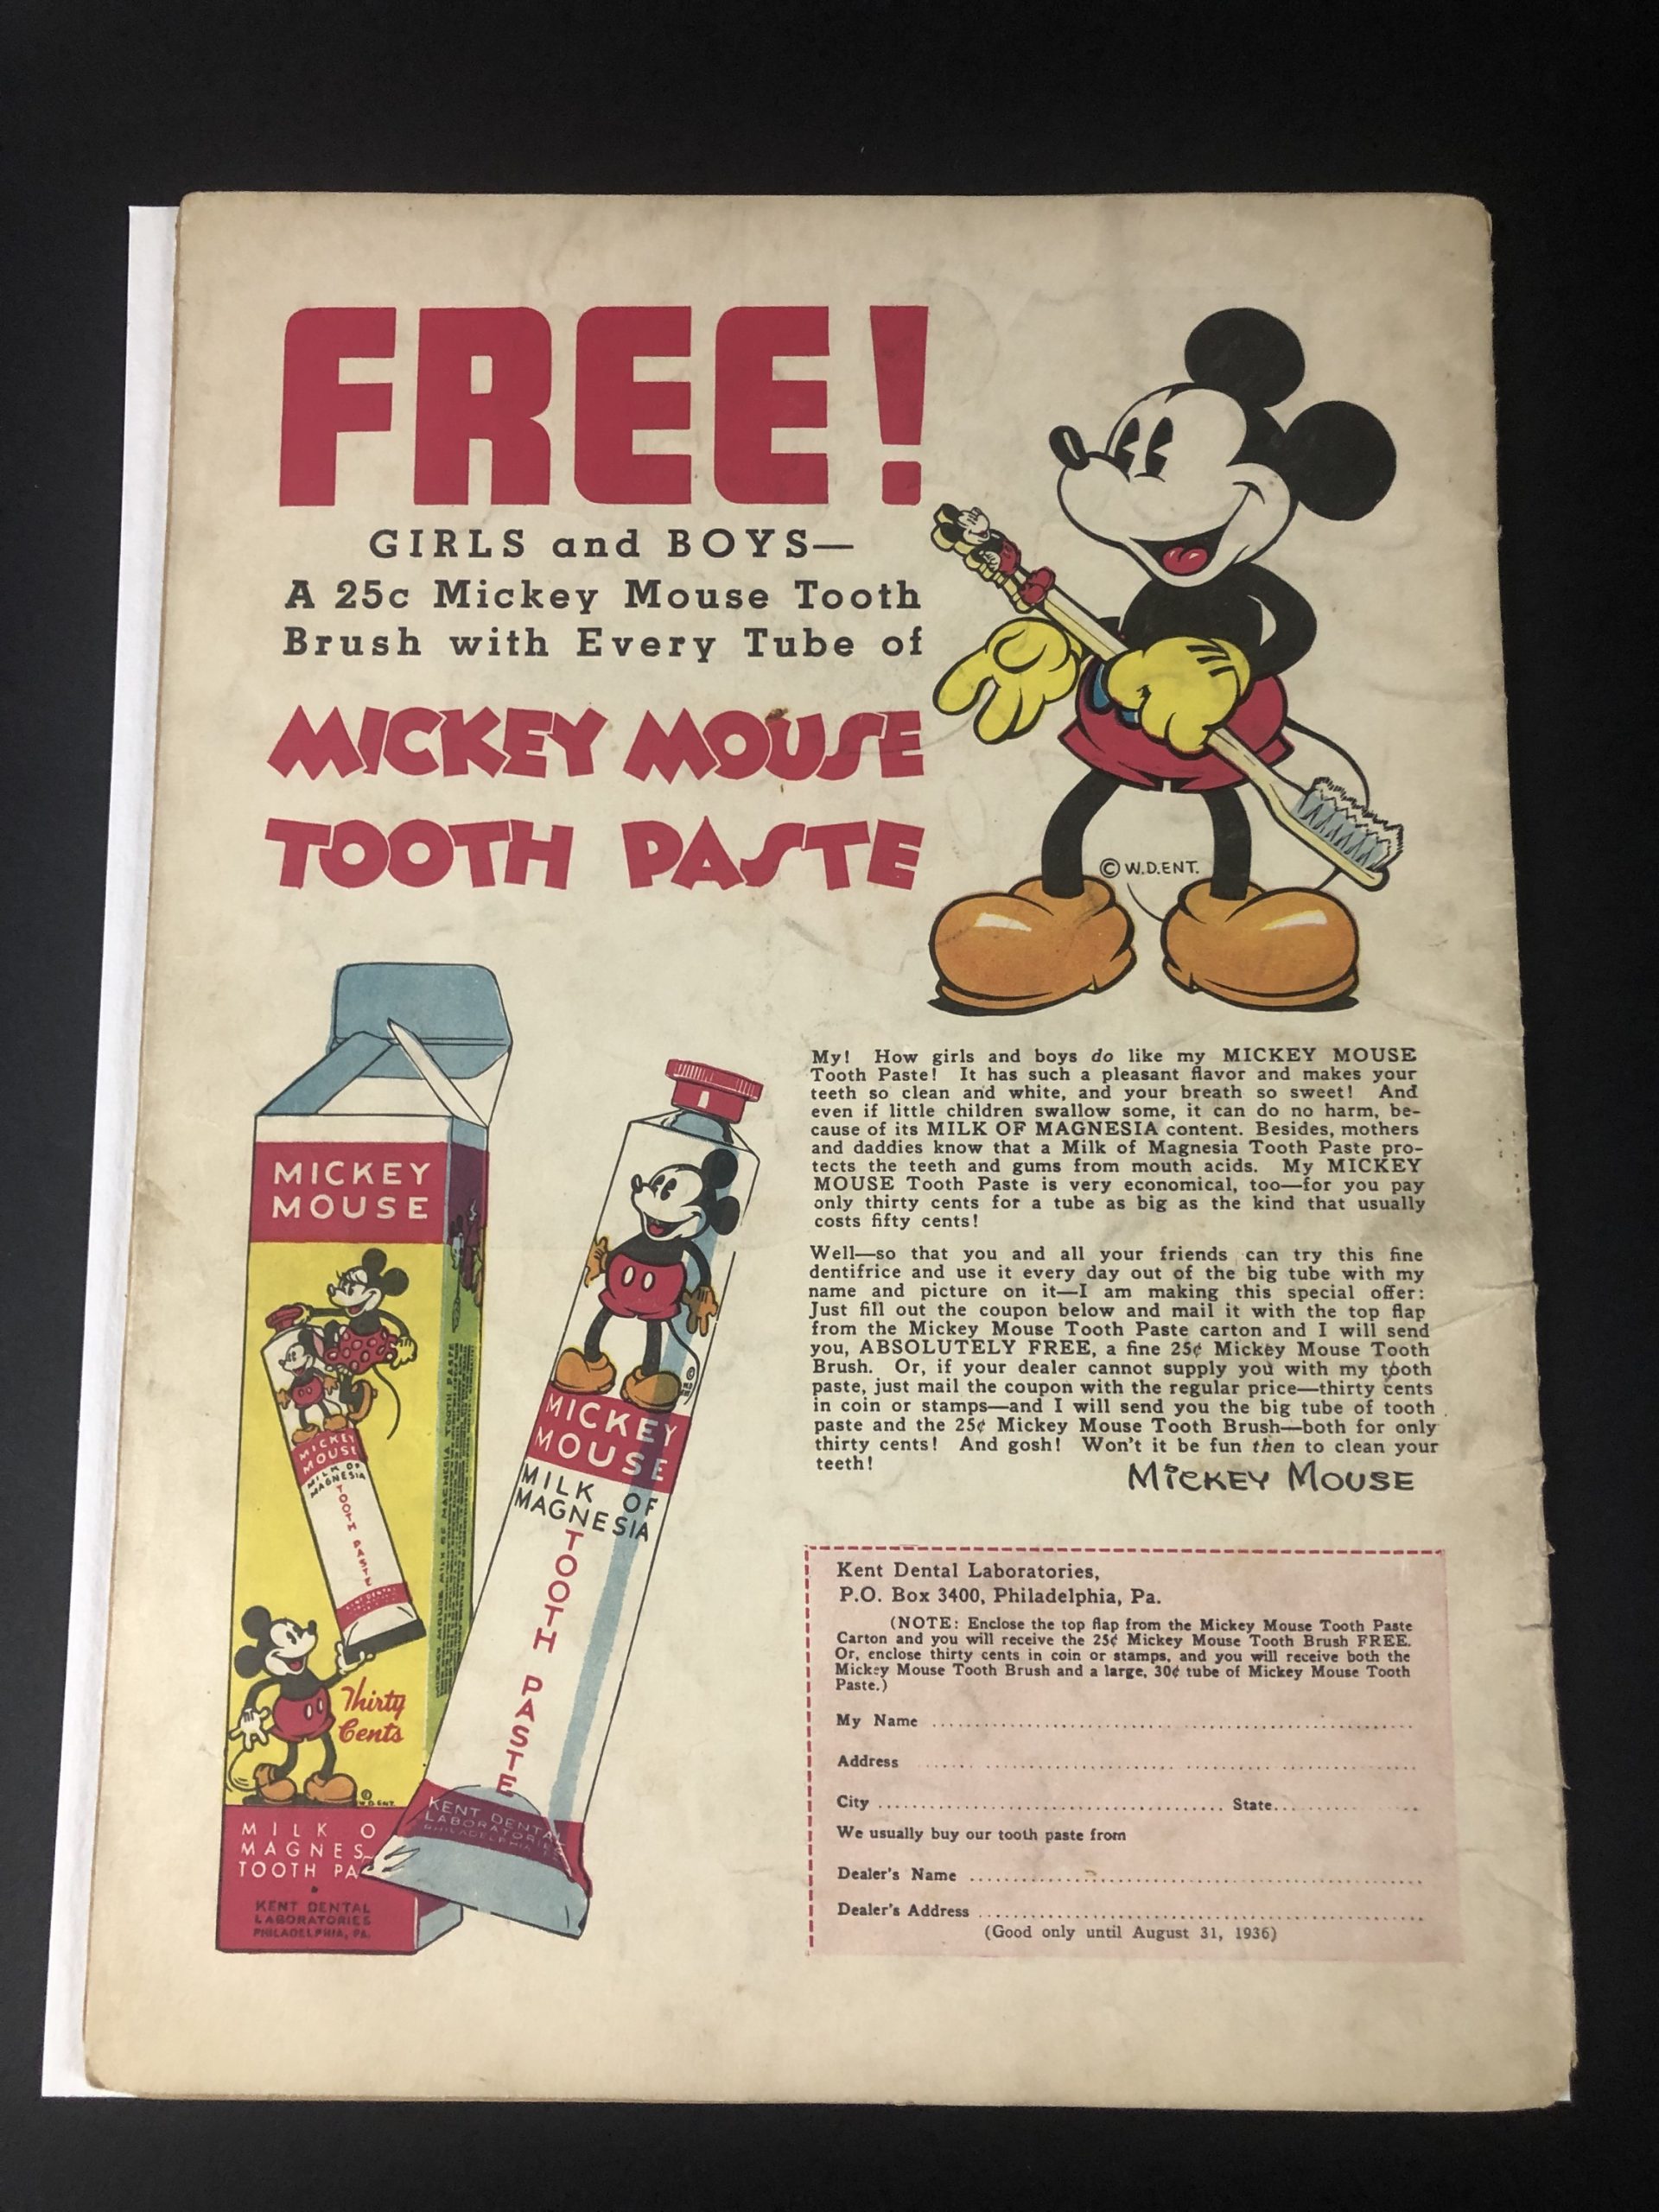 FREE!
GIRLS and BOYS—
A 25c Mickey Mouse Tooth
Brush with Every Tube of
MICKEY MOUSE
TOOTH PASTE
© W.D.ENT.
My! How girls and boys do like my MICKEY MOUSE
Tooth Paste! It has such a pleasant flavor and makes your
teeth so clean and white, and your breath so sweet! And
even if little children swallow some, it can do no harm, be-
cause of its MILK OF MAGNESIA content. Besides, mothers
and daddies know that a Milk of Magnesia Tooth Paste pro-
tects the teeth and gums from mouth acids. My MICKEY
MOUSE Tooth Paste is very economical, too—for you pay
only thirty cents for a tube as big as the kind that usually
costs fifty cents!
Well—so that you and all your friends can try this fine
dentifrice and use it every day out of the big tube with my
name and picture on it—I am making this special offer:
Just fill out the coupon below and mail it with the top flap
from the Mickey Mouse Tooth Paste carton and I will send
you, ABSOLUTELY FREE, a fine 25¢ Mickey Mouse Tooth
Brush. Or, if your dealer cannot supply you with my tooth
paste, just mail the coupon with the regular price—thirty cents
in coin or stamps—and I will send you the big tube of tooth
paste and the 25¢ Mickey Mouse Tooth Brush—both for only
thirty cents! And gosh! Won't it be fun then to clean your
teeth!
MICKEY MOUSE
MICKEY
MOUSE
MICKEY
MOUSE
MILK OF
MAGNESIA
TOOTH PASTE
KENT DENTAL
Thirty
Cents
© W.D.ENT.
MILK O
MAGNES
TOOTH PA
KENT DENTAL
LABORATORIES
PHILADELPHIA, PA.
MICKEY
MOUSE
MILK OF
MAGNESIA
TOOTH PASTE
KENT DENTAL
LABORATORIES
PHILADELPHIA
Kent Dental Laboratories,
P.O. Box 3400, Philadelphia, Pa.
(NOTE: Enclose the top flap from the Mickey Mouse Tooth Paste
Carton and you will receive the 25¢ Mickey Mouse Tooth Brush FREE.
Or, enclose thirty cents in coin or stamps, and you will receive both the
Mickey Mouse Tooth Brush and a large, 30¢ tube of Mickey Mouse Tooth
Paste.)
My Name
Address
City State
We usually buy our tooth paste from
Dealer's Name
Dealer's Address
(Good only until August 31, 1936)